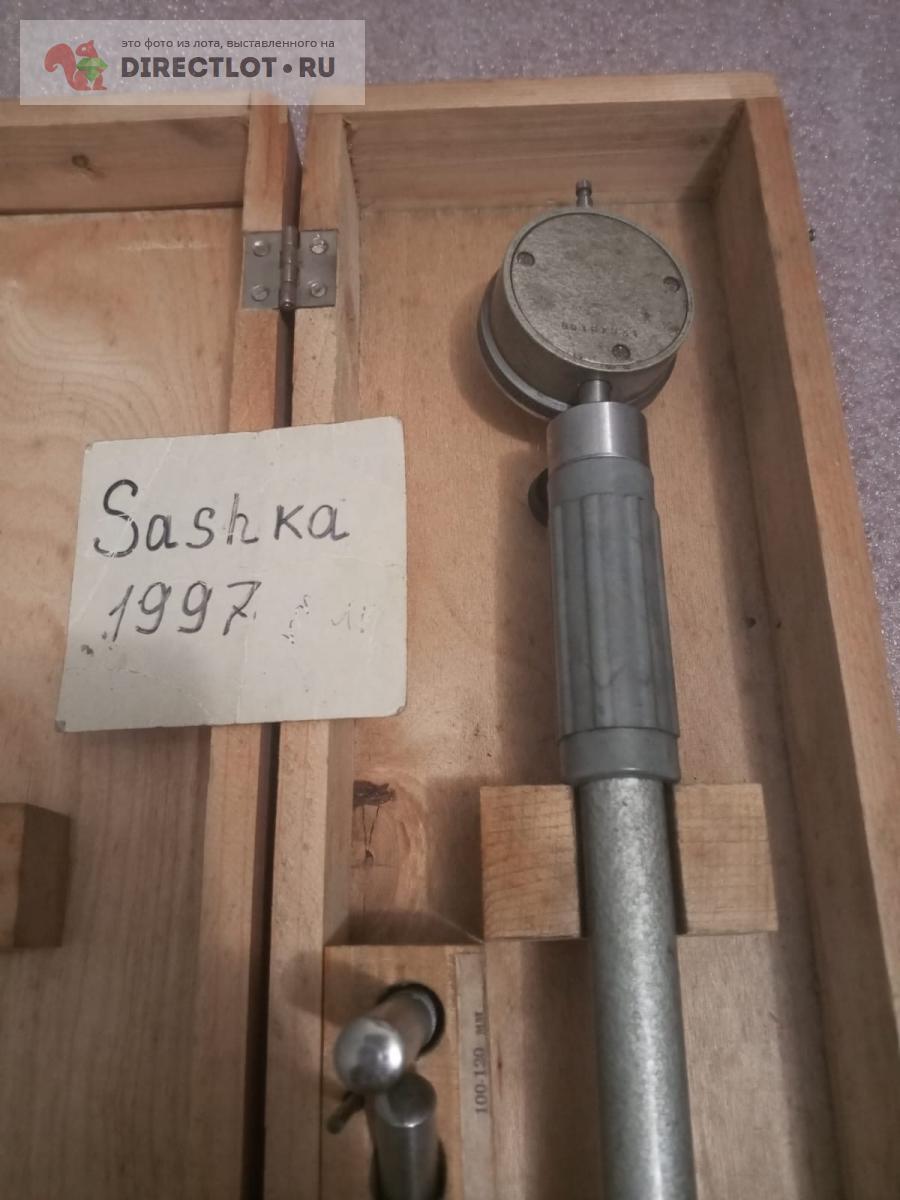 это фото из лота, выставленного на
DIRECTLOT.RU
Sashka
1997
100-120 мм.